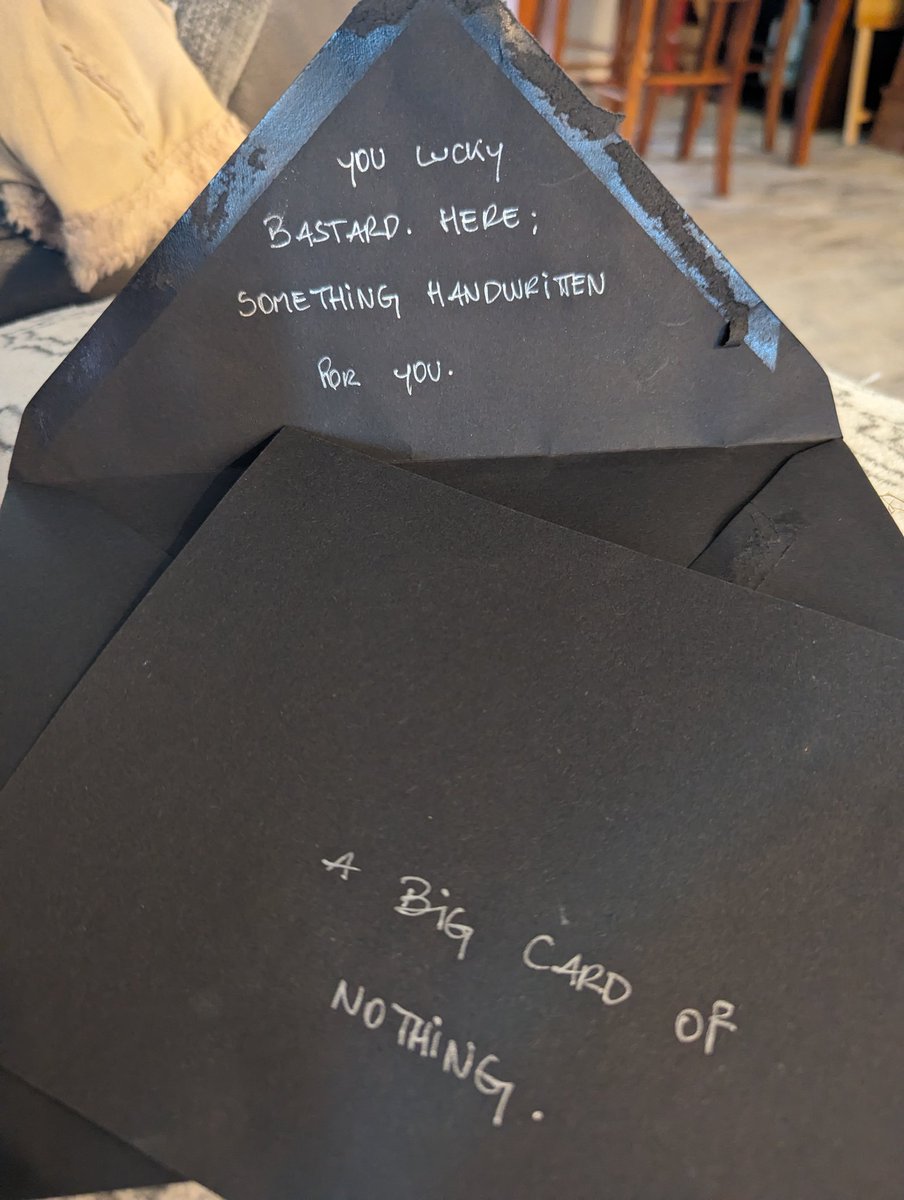 YOU LUCKY
BASTARD. HERE;
SOMETHING HANDWRITTEN
FOR YOU.
A BiG CARD OF
NOTHiNG.